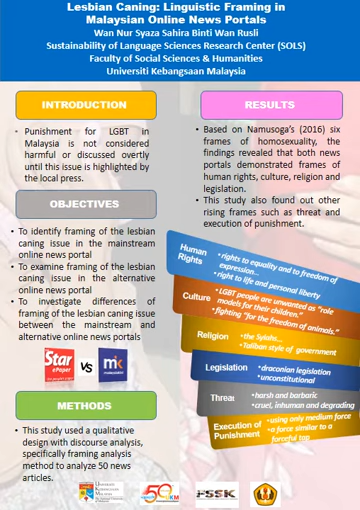 Lesbian Caning: Linguistic Framing in
Malaysian Online News Portals
Wan Nur Syaza Sahira Binti Wan Rusli
Sustainability of Language Sciences Research Center (SOLS)
Faculty of Social Sciences & Humanities
Universiti Kebangsaan Malaysia
INTRODUCTION
• Punishment for LGBT in
Malaysia is not considered
harmful or discussed overtly
until this issue is highlighted by
the local press.
OBJECTIVES
• To identify framing of the lesbian
caning issue in the mainstream
online news portal
• To examine framing of the lesbian
caning issue in the alternative
online news portal
• To investigate differences of
framing of the lesbian caning issue
between the mainstream and
alternative online news portals
Star
ePaper
VS
mk
METHODS
• This study used a qualitative
design with discourse analysis,
specifically framing analysis
method to analyze 50 news
articles.
RESULTS
• Based on Namusoga's (2016) six
frames of homosexuality, the
findings revealed that both news
portals demonstrated frames of
human rights, culture, religion and
legislation.
• This study also found out other
rising frames such as threat and
execution of punishment.
Human
Rights
• rights to equality and to freedom of
expression...
• right to life and personal liberty
Culture
• LGBT people are unwanted as "role
models for their children."
• fighting "for the freedom of animals."
Religion
• the Syiahs...
• Taliban style of government
Legislation
• draconian legislation
• unconstitutional
Threat
• harsh and barbaric
• cruel, inhuman and degrading
Execution of
Punishment
• using only medium force
• a force similar to a
forceful tap
50
UKM
FSSK